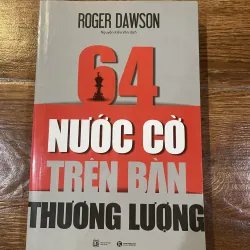 ROGER DAWSON
64
NƯỚC CỜ
TRÊN BÀN
THƯƠNG LƯỢNG